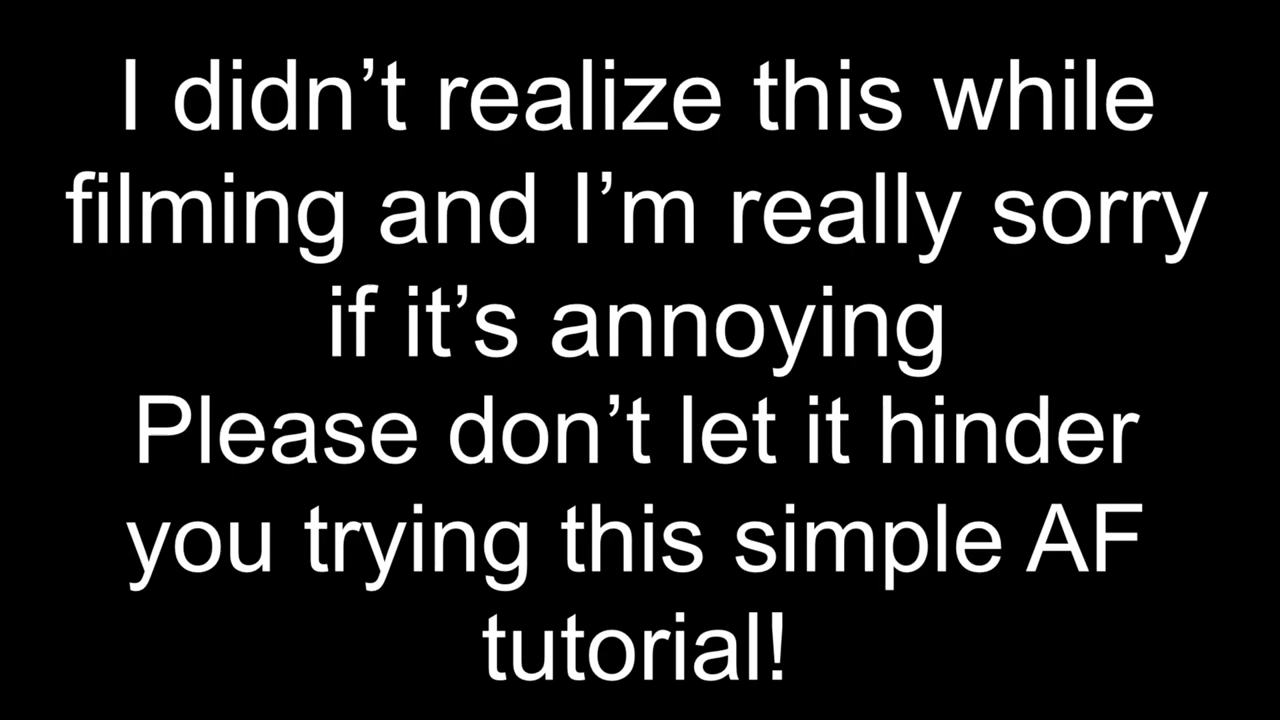 I didn’t realize this while
filming and I’m really sorry
if it’s annoying
Please don’t let it hinder
you trying this simple AF
tutorial!